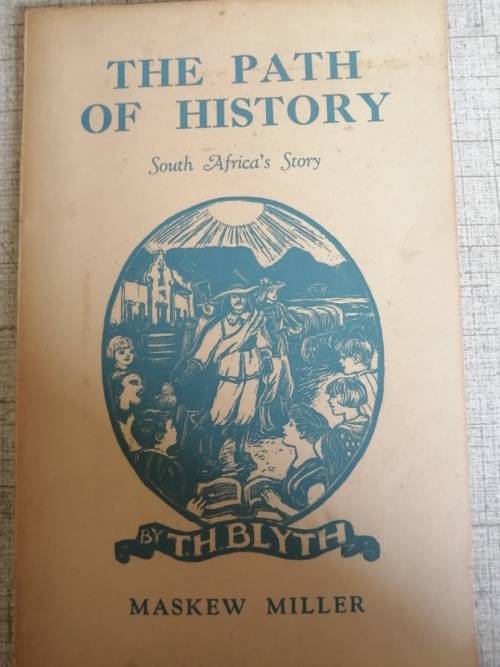 THE PATH
OF HISTORY
South Africa's Story
BY T.H. BLYTH
MASKEW MILLER